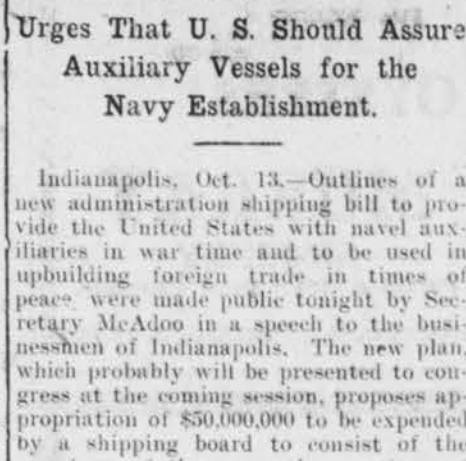 Urges That U. S. Should Assure
Auxiliary Vessels for the
Navy Establishment.
Indianapolis, Oct. 13.—Outlines of a
new administration shipping bill to pro-
vide the United States with navel aux-
iliaries in war time and to be used in
upbuilding foreign trade in times of
peace were made public tonight by Sec-
retary McAdoo in a speech to the busi-
nessmen of Indianapolis. The new plan,
which probably will be presented to con-
gress at the coming session, proposes ap-
propriation of $50,000,000 to be expended
by a shipping board to consist of the